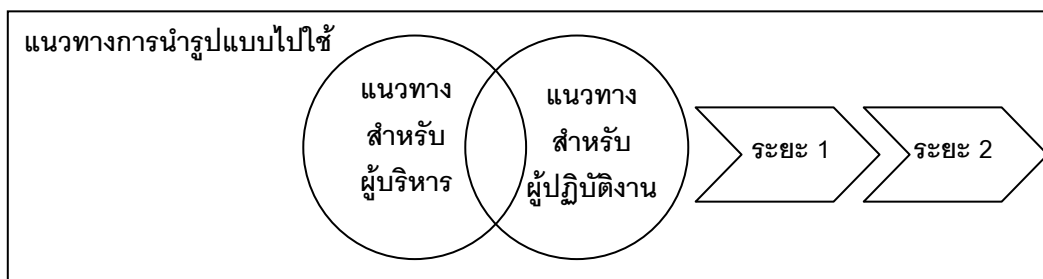 แนวทางการนำรูปแบบไปใช้
แนวทาง
สำหรับ
ผู้บริหาร
แนวทาง
สำหรับ
ผู้ปฏิบัติงาน
ระยะ 1
ระยะ 2